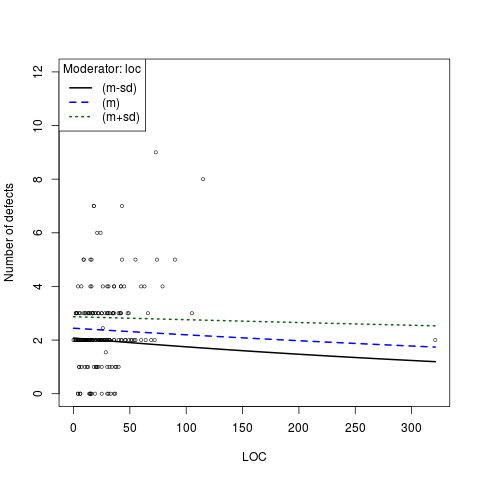 Moderator: loc
(m-sd)
(m)
(m+sd)
12
10
8
6
4
2
0
Number of defects
0 50 100 150 200 250 300
LOC